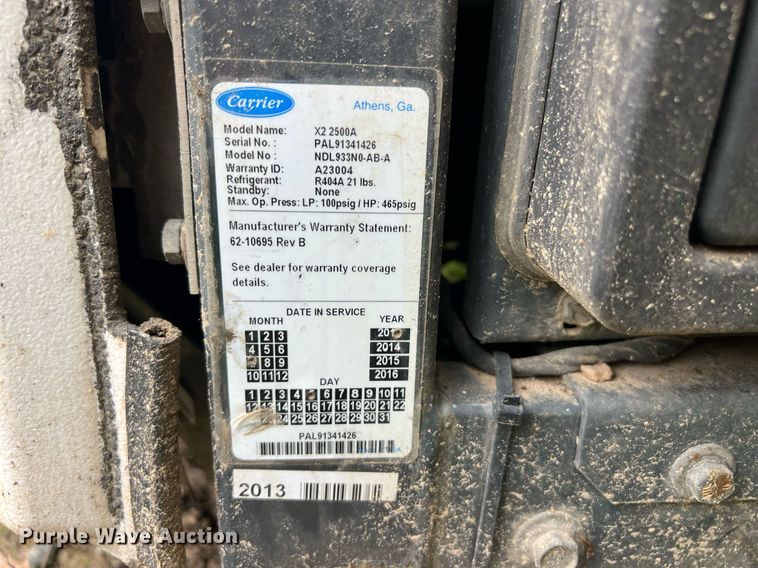 Carrier
Athens, Ga.
Model Name: X2 2500A
Serial No. : PAL91341426
Model No : NDL933N0-AB-A
Warranty ID: A23004
Refrigerant: R404A 21 lbs.
Standby: None
Max. Op. Press: LP: 100psig / HP: 465psig
Manufacturer's Warranty Statement:
62-10695 Rev B
See dealer for warranty coverage
details.
DATE IN SERVICE
MONTH YEAR
1 2 3
4 5 6 2014
8 9 2015
10 11 12 2016
DAY
1 2 3 4 6 7 8 9 10 11
12 13 14 15 16 17 18 19 20 21 22
24 25 26 27 28 29 30 31
PAL91341426
2013
Purple Wave Auction